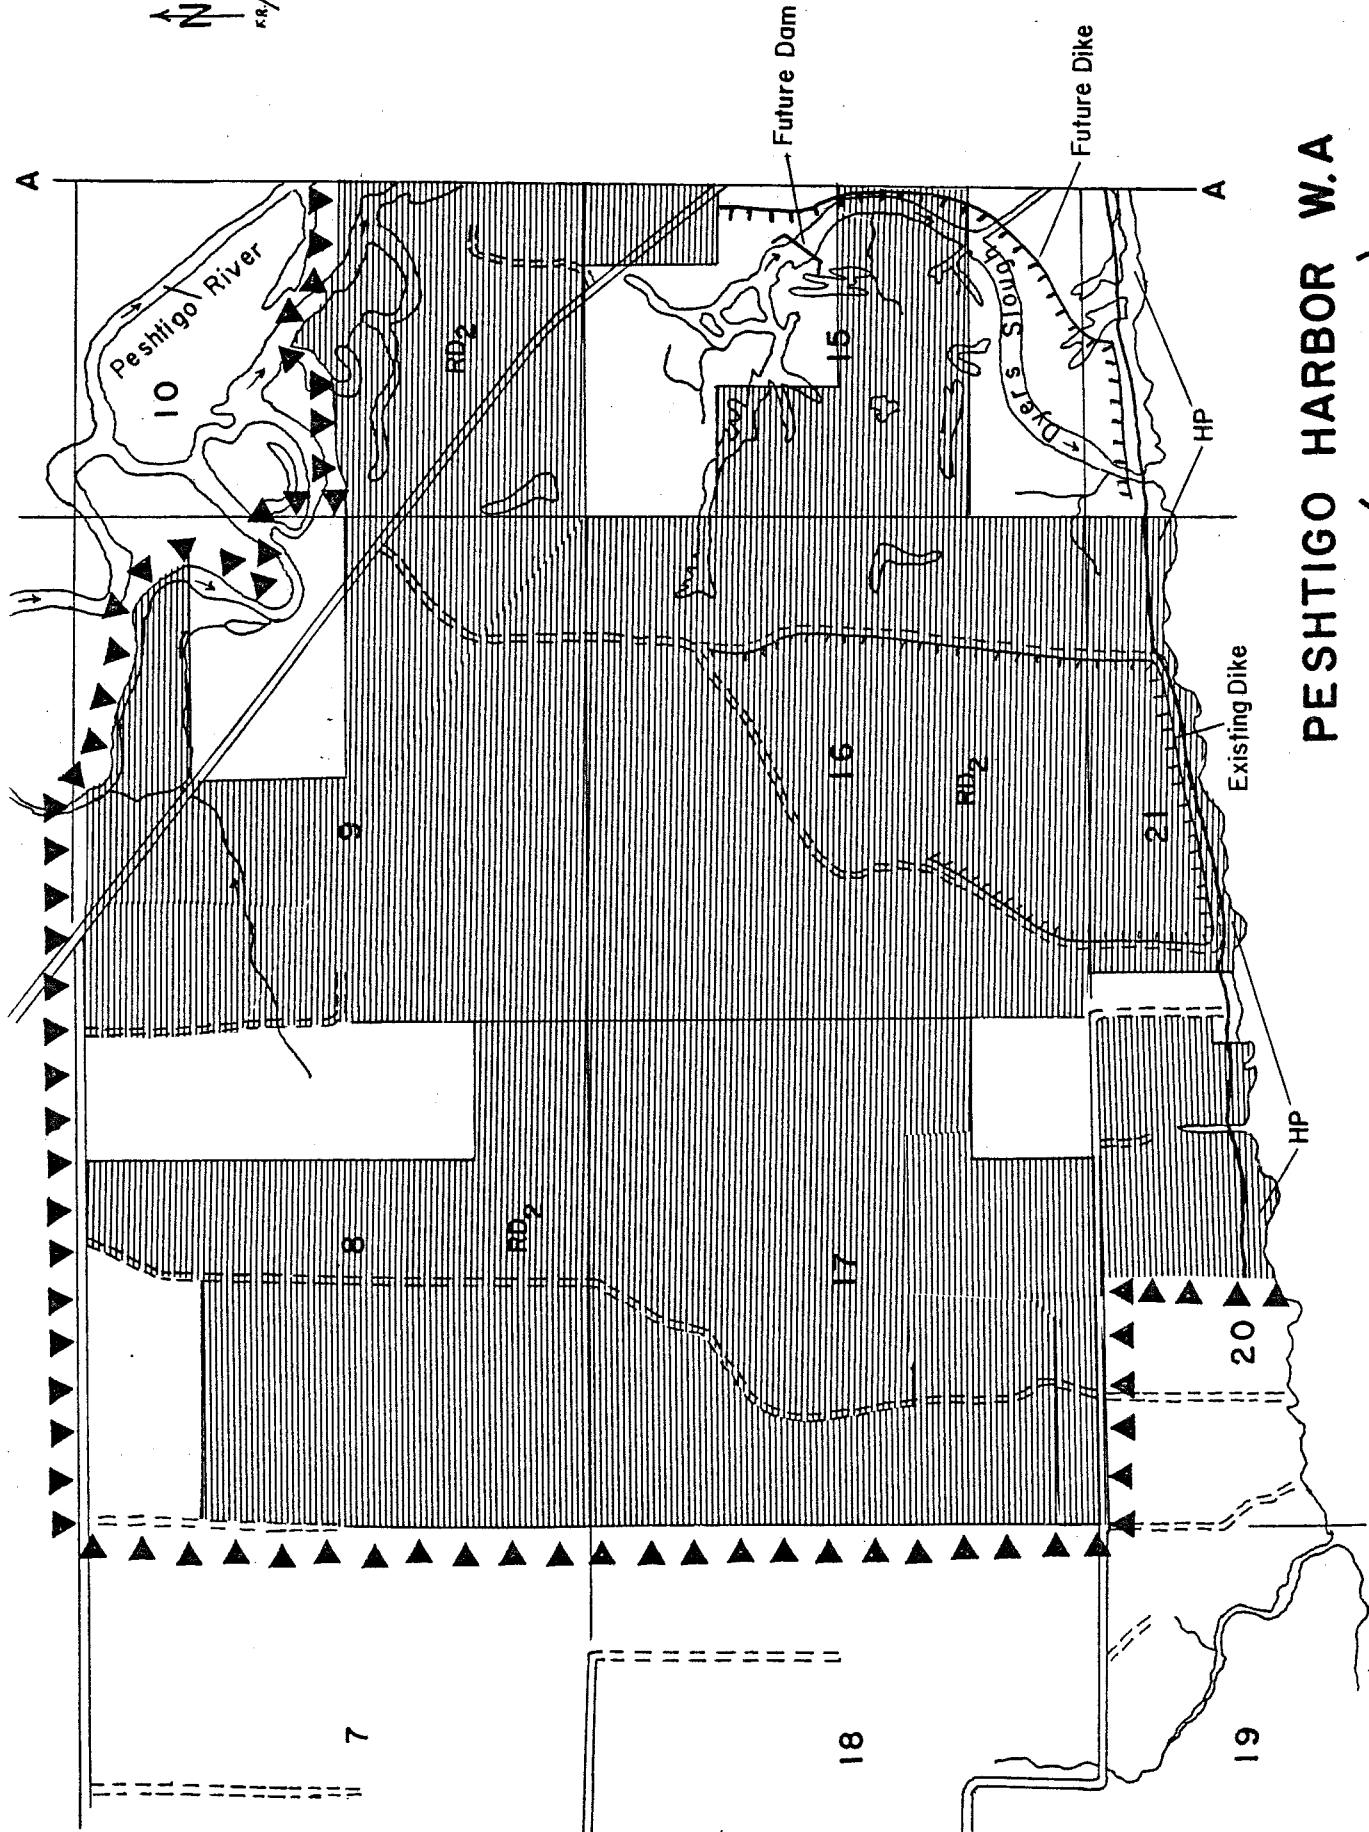 N
A
Peshtigo River
10
RD2
Future Dam
15
Dyer s Slough
Future Dike
A
HP
9
16
RD2
21
Existing Dike
8
RD2
17
20
HP
7
18
19
PESHTIGO HARBOR W.A